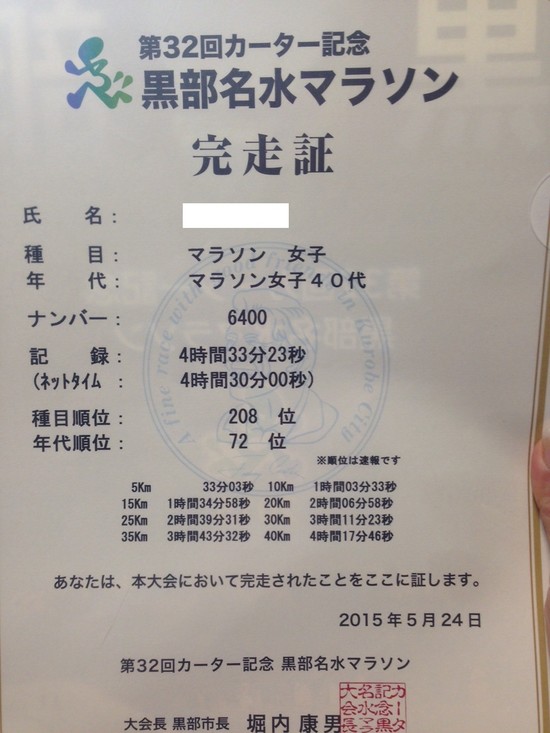 第32回カーター記念
黒部名水マラソン
完走証
氏 名：
種 目： マラソン 女子
年 代： マラソン女子４０代
ナンバー： 6400
記 録： 4時間33分23秒
（ﾈｯﾄﾀｲﾑ ： 4時間30分00秒）
種目順位： 208 位
年代順位： 72 位
※順位は速報です
5Km 33分03秒 10Km 1時間03分33秒
15Km 1時間34分58秒 20Km 2時間06分58秒
25Km 2時間39分31秒 30Km 3時間11分23秒
35Km 3時間43分32秒 40Km 4時間17分46秒
あなたは、本大会において完走されたことをここに証します。
2015年5月24日
第32回カーター記念 黒部名水マラソン
大会長 黒部市長 堀内 康男
A fine race with Good Friends in Kurobe City